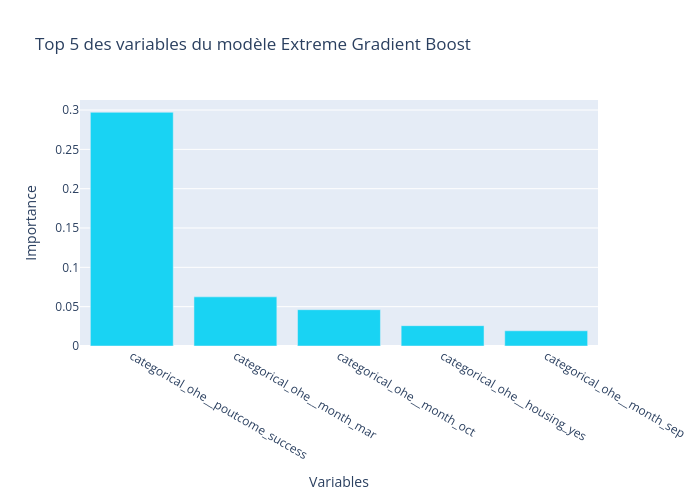 Top 5 des variables du modèle Extreme Gradient Boost
Importance
0.3
0.25
0.2
0.15
0.1
0.05
0
categorical_ohe__poutcome_success
categorical_ohe__month_mar
categorical_ohe__month_oct
categorical_ohe__housing_yes
categorical_ohe__month_sep
Variables